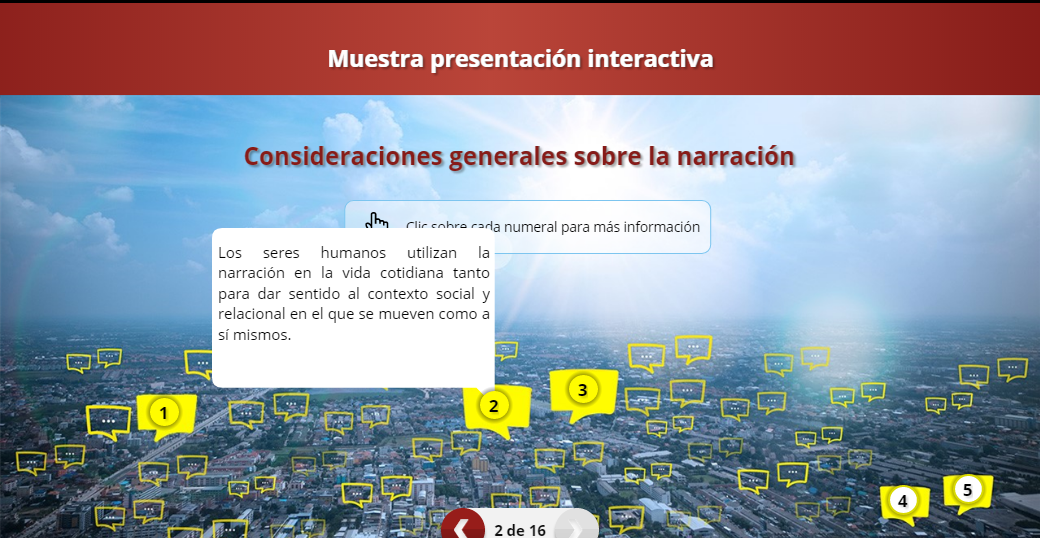 Muestra presentación interactiva
Consideraciones generales sobre la narración
Clic sobre cada numeral para más información
Los seres humanos utilizan la
narración en la vida cotidiana tanto
para dar sentido al contexto social y
relacional en el que se mueven como a
sí mismos.
1
2
3
4
5
2 de 16